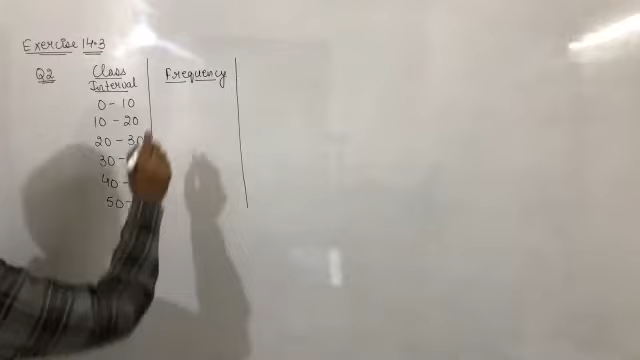 Exercise 14.3
Q2 Class Interval Frequency
0 - 10
10 - 20
20 - 30
30 -
40 -
50 -